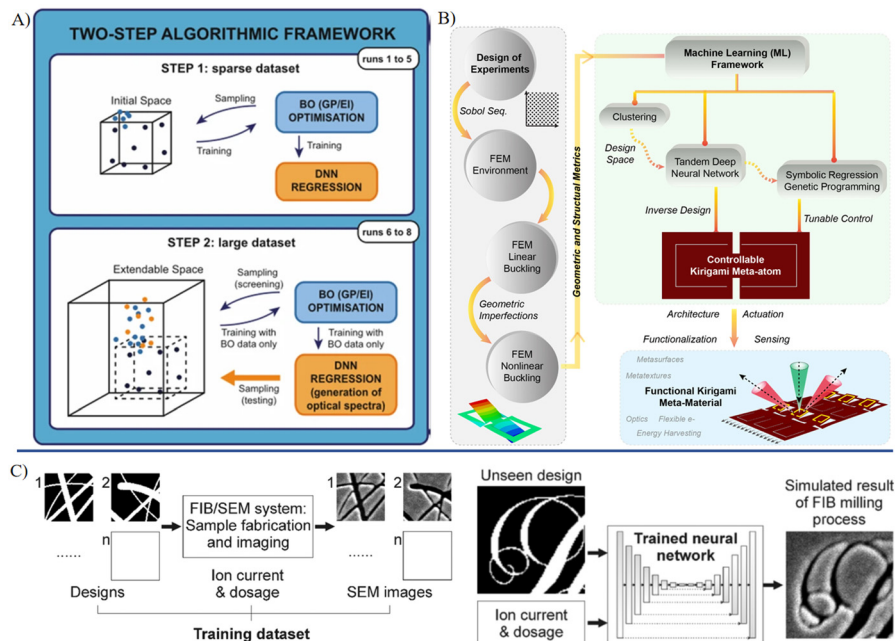 A)
TWO-STEP ALGORITHMIC FRAMEWORK
runs 1 to 5
STEP 1: sparse dataset
Initial Space
Sampling
Training
BO (GP/EI)
OPTIMISATION
Training
DNN
REGRESSION
runs 6 to 8
STEP 2: large dataset
Extendable Space
Sampling
(screening)
Training with
BO data only
BO (GP/EI)
OPTIMISATION
Training with
BO data only
DNN
REGRESSION
(generation of
optical spectra)
Sampling
(testing)
B)
Design of
Experiments
Sobol Seq.
FEM
Environment
FEM
Linear
Buckling
Geometric
Imperfections
FEM
Nonlinear
Buckling
Geometric and Structural Metrics
Machine Learning (ML)
Framework
Clustering
Design
Space
Tandem Deep
Neural Network
Symbolic Regression
Genetic Programming
Inverse Design
Tunable Control
Controllable
Kirigami Meta-atom
Architecture
Actuation
Functionalization
Sensing
Metasurfaces
Metatextures
Functional Kirigami
Meta-Material
Optics Flexible e-
Energy Harvesting
C)
1
2
......
n
Designs
FIB/SEM system:
Sample fabrication
and imaging
Ion current
& dosage
1
2
......
n
SEM images
Training dataset
Unseen design
Ion current
& dosage
Trained neural
network
Simulated result
of FIB milling
process